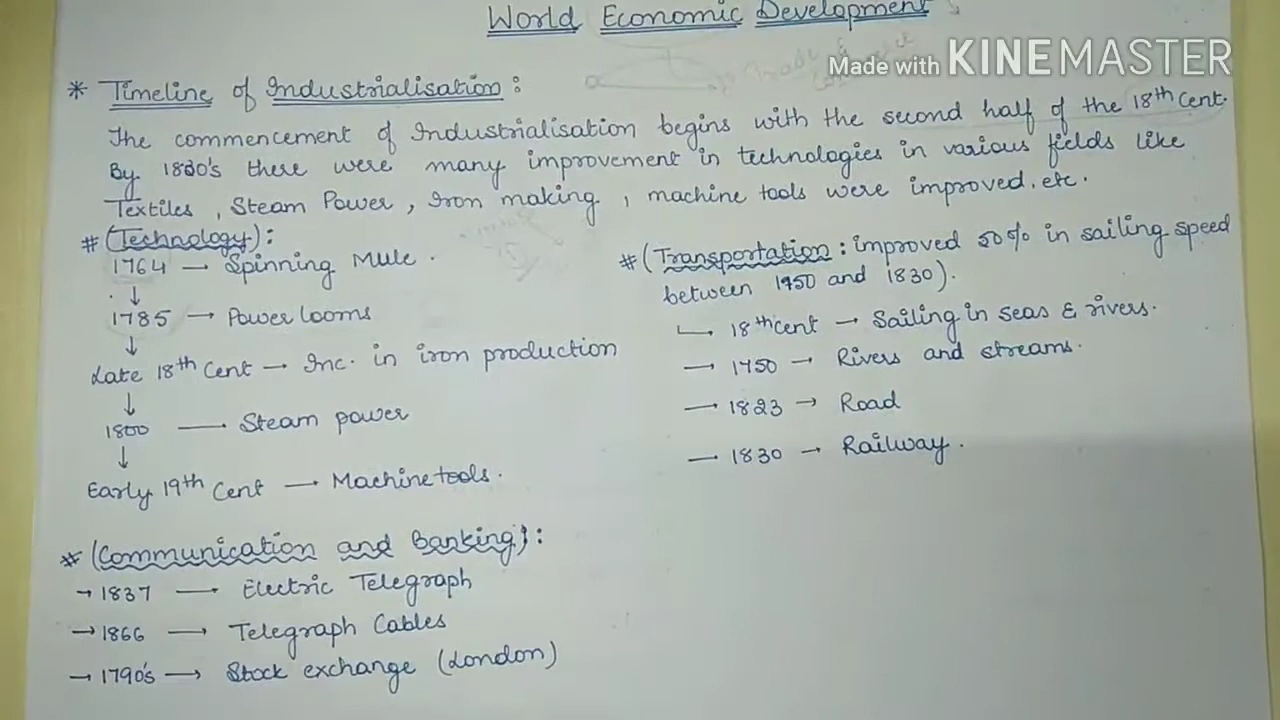 World Economic Development
Made with KINEMASTER
* Timeline of Industrialisation :
The commencement of Industrialisation begins with the second half of the 18th Cent.
By 1830's there were many improvement in technologies in various fields like
Textiles, Steam Power, Iron making, machine tools were improved. etc.
# (Technology) :
1764 → Spinning Mule.
↓
1785 → Power looms
↓
Late 18th Cent → Inc. in iron production
↓
1800 — Steam power
↓
Early 19th Cent → Machine tools.
# (Transportation : improved 50% in sailing speed
between 1750 and 1830).
↳ 18th Cent → Sailing in seas & rivers.
→ 1750 → Rivers and streams.
→ 1823 → Road
→ 1830 → Railway.
# (Communication and Banking) :
→ 1837 → Electric Telegraph
→ 1866 → Telegraph Cables
→ 1790's → Stock exchange (London)